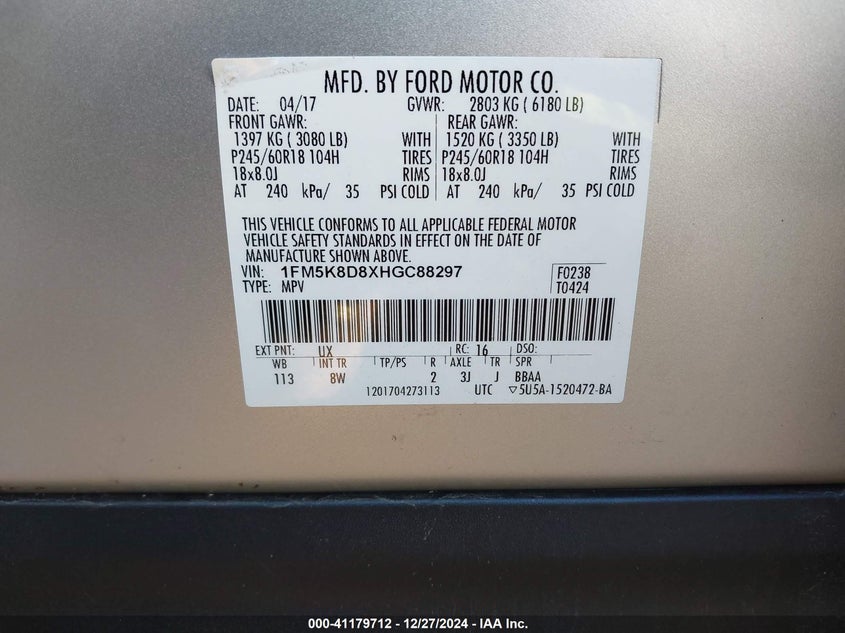 MFD. BY FORD MOTOR CO.
DATE: 04/17 GVWR: 2803 KG ( 6180 LB)
FRONT GAWR: REAR GAWR:
1397 KG ( 3080 LB) WITH 1520 KG ( 3350 LB) WITH
P245/60R18 104H TIRES P245/60R18 104H TIRES
18x8.0J RIMS 18x8.0J RIMS
AT 240 kPa/ 35 PSI COLD AT 240 kPa/ 35 PSI COLD
THIS VEHICLE CONFORMS TO ALL APPLICABLE FEDERAL MOTOR
VEHICLE SAFETY STANDARDS IN EFFECT ON THE DATE OF
MANUFACTURE SHOWN ABOVE.
VIN: 1FM5K8D8XHGC88297 F0238
TYPE: MPV T0424
EXT PNT: UX RC: 16 DSO:
WB INT TR TP/PS R AXLE TR SPR
113 8W 2 3J J BBAA
1201704273113 UTC ▽5U5A-1520472-BA
000-41179712 - 12/27/2024 - IAA Inc.